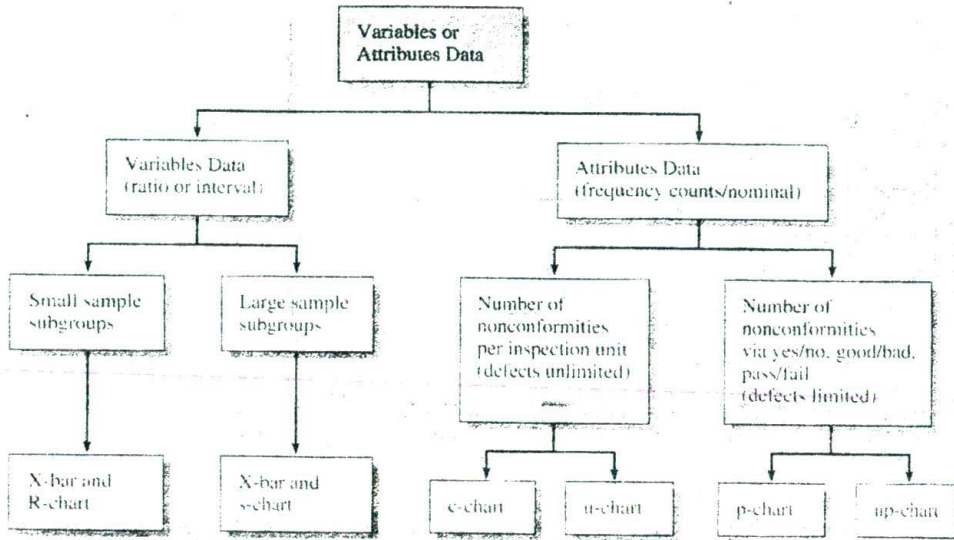 Variables or
Attributes Data
Variables Data
(ratio or interval)
Attributes Data
(frequency counts/nominal)
Small sample
subgroups
Large sample
subgroups
Number of
nonconformities
per inspection unit
(defects unlimited)
Number of
nonconformities
via yes/no, good/bad,
pass/fail
(defects limited)
X-bar and
R-chart
X-bar and
s-chart
c-chart
u-chart
p-chart
np-chart